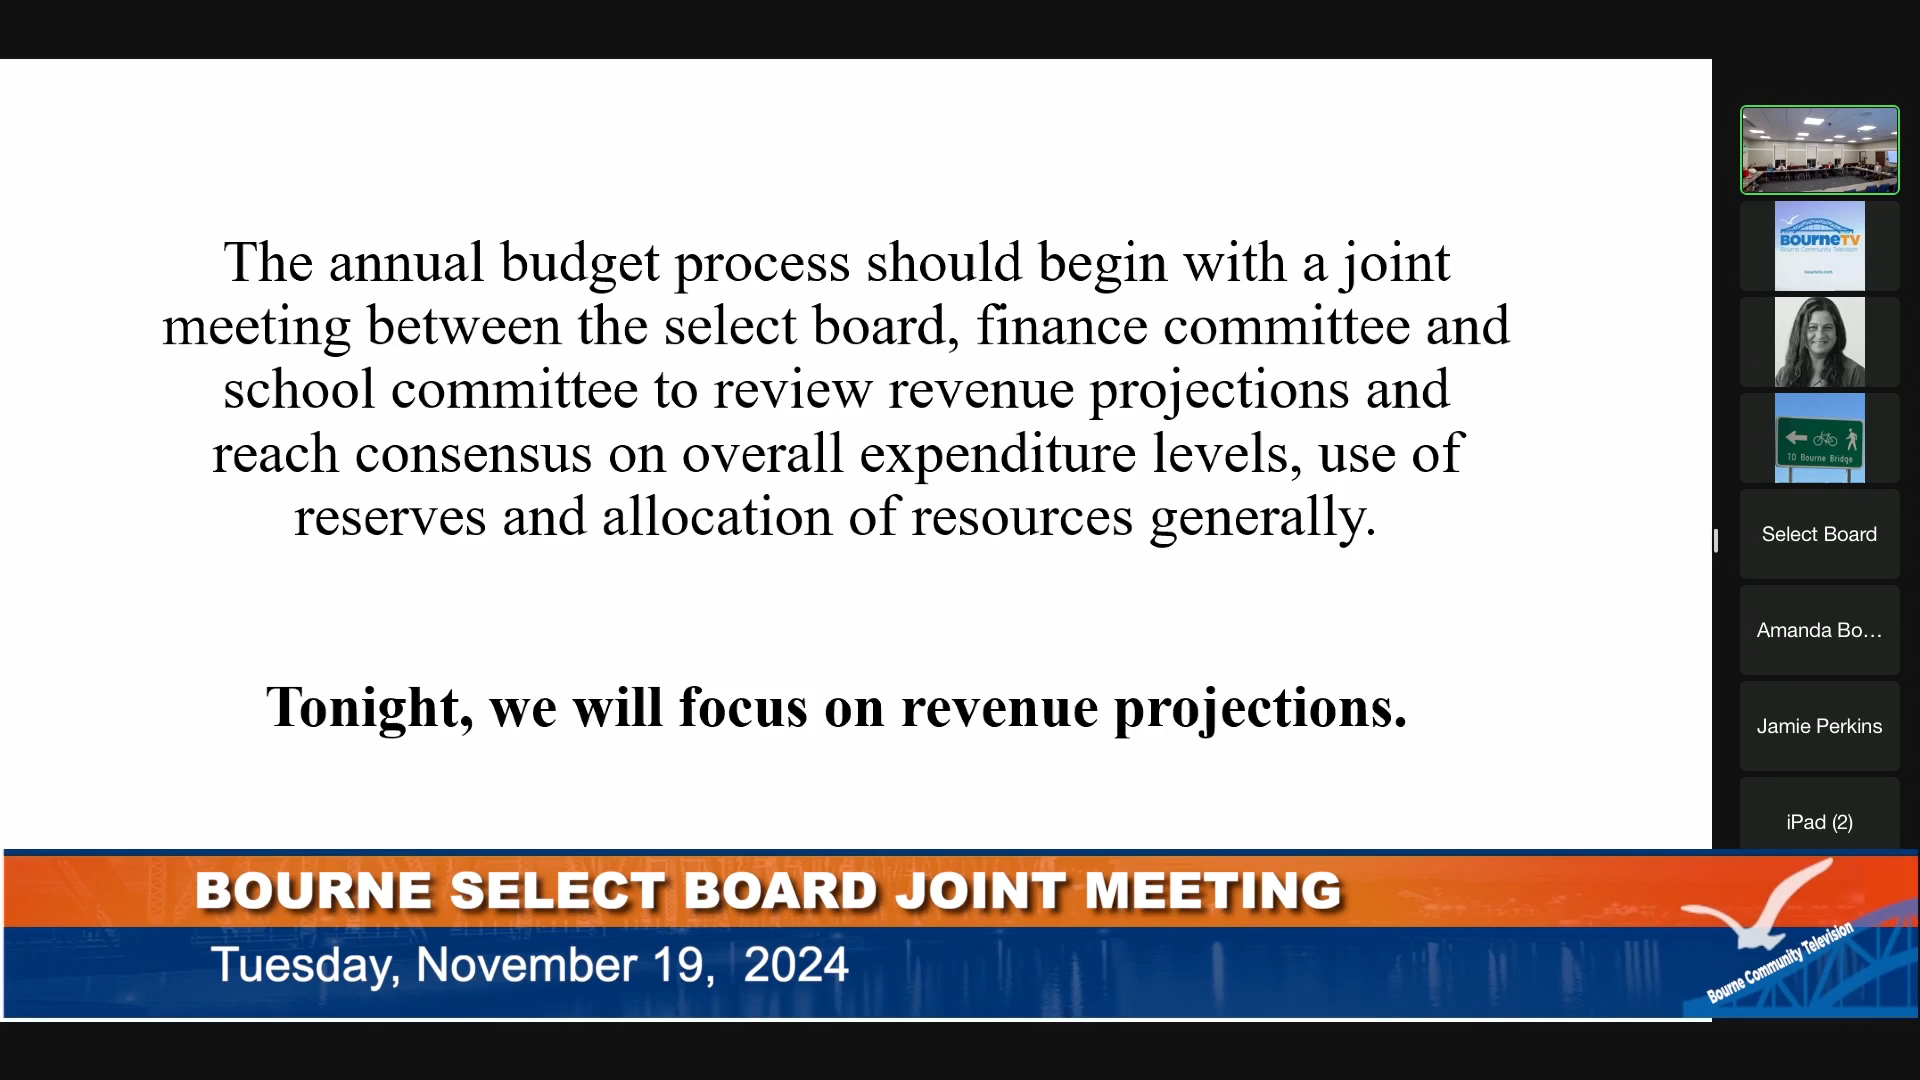 The annual budget process should begin with a joint
meeting between the select board, finance committee and
school committee to review revenue projections and
reach consensus on overall expenditure levels, use of
reserves and allocation of resources generally.
Tonight, we will focus on revenue projections.
BOURNETV
Bourne Community Television
TO Bourne Bridge
Select Board
Amanda Bo...
Jamie Perkins
iPad (2)
BOURNE SELECT BOARD JOINT MEETING
Tuesday, November 19, 2024
Bourne Community Television